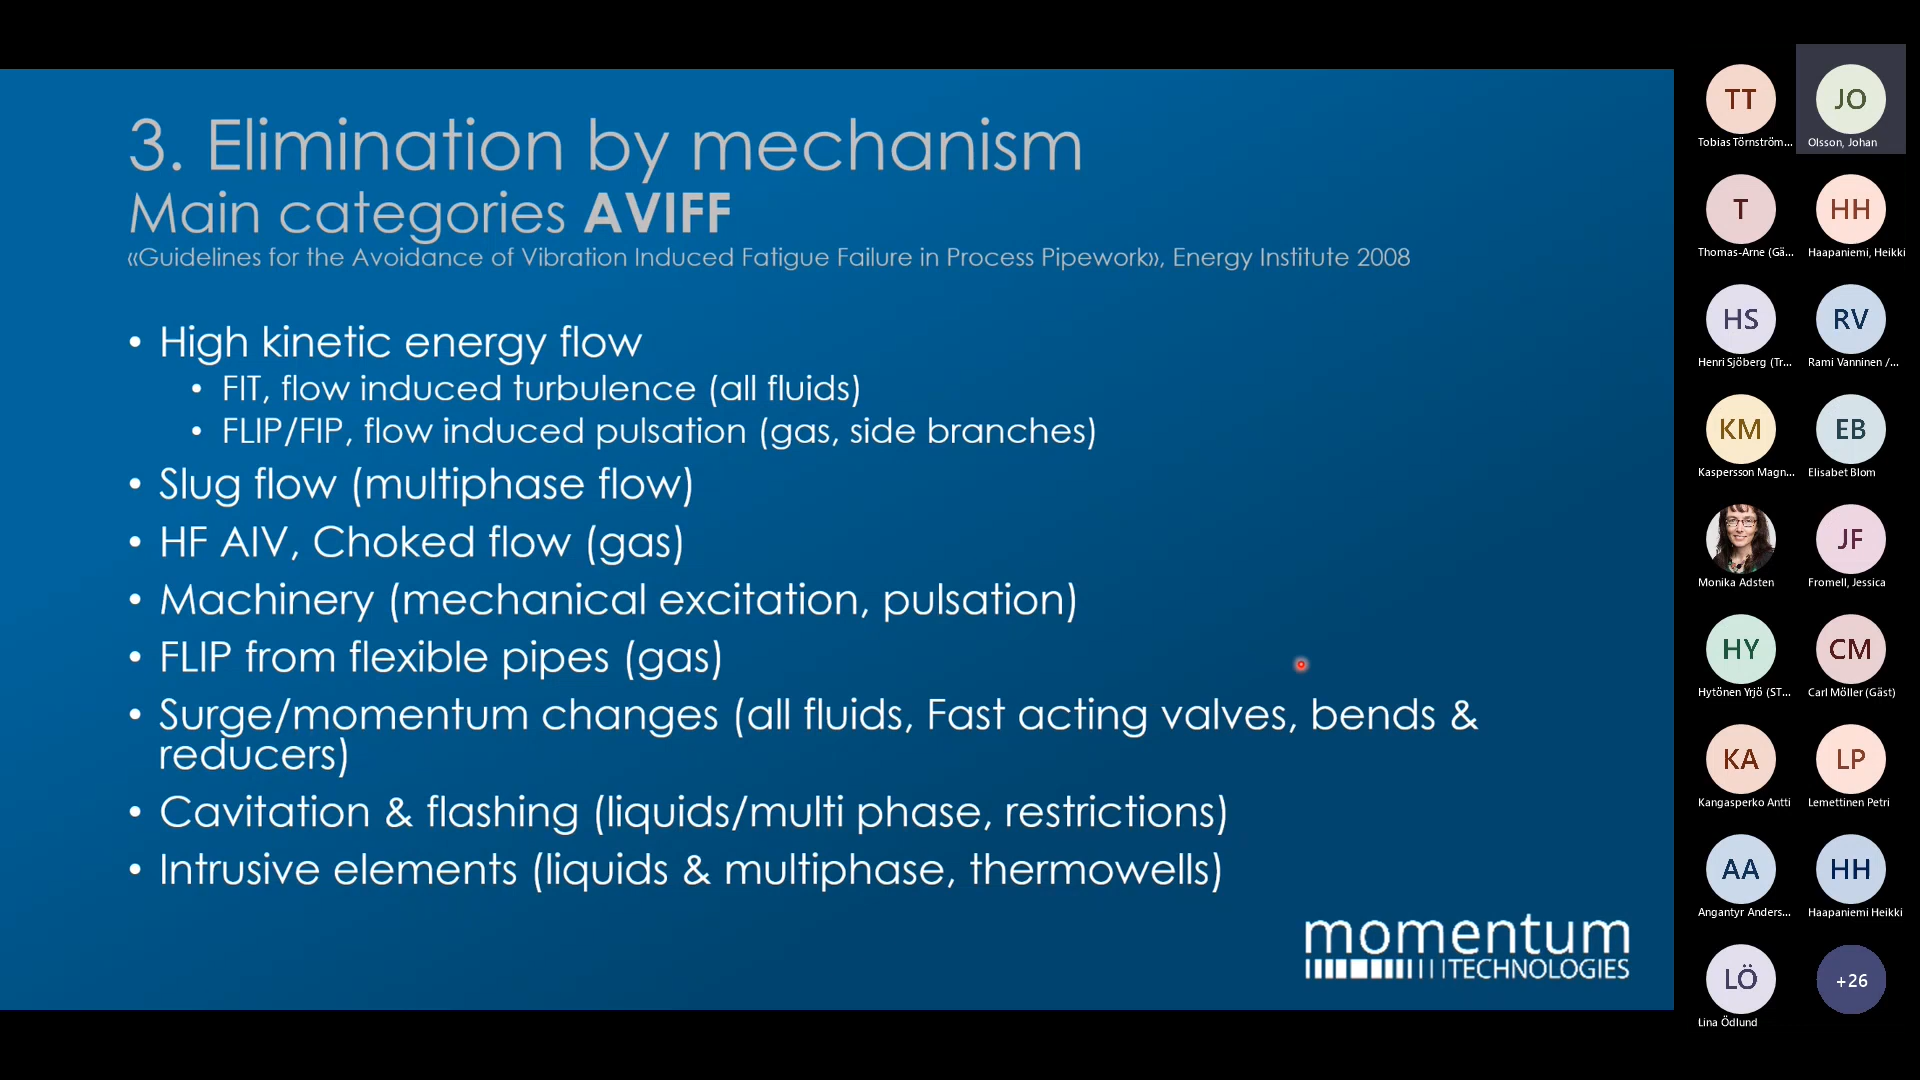 3. Elimination by mechanism
Main categories AVIFF
«Guidelines for the Avoidance of Vibration Induced Fatigue Failure in Process Pipework», Energy Institute 2008
• High kinetic energy flow
• FIT, flow induced turbulence (all fluids)
• FLIP/FIP, flow induced pulsation (gas, side branches)
• Slug flow (multiphase flow)
• HF AIV, Choked flow (gas)
• Machinery (mechanical excitation, pulsation)
• FLIP from flexible pipes (gas)
• Surge/momentum changes (all fluids, Fast acting valves, bends &
reducers)
• Cavitation & flashing (liquids/multi phase, restrictions)
• Intrusive elements (liquids & multiphase, thermowells)
momentum
TECHNOLOGIES
TT
Tobias Törnström...
JO
Olsson, Johan
T
Thomas-Arne (Gä...
HH
Haapaniemi, Heikki
HS
Henri Sjöberg (Tr...
RV
Rami Vanninen /...
KM
Kaspersson Magn...
EB
Elisabet Blom
Monika Adsten
JF
Fromell, Jessica
HY
Hytönen Yrjö (ST...
CM
Carl Möller (Gäst)
KA
Kangasperko Antti
LP
Lemettinen Petri
AA
Angantyr Anders...
HH
Haapaniemi Heikki
LÖ
Lina Ödlund
+26